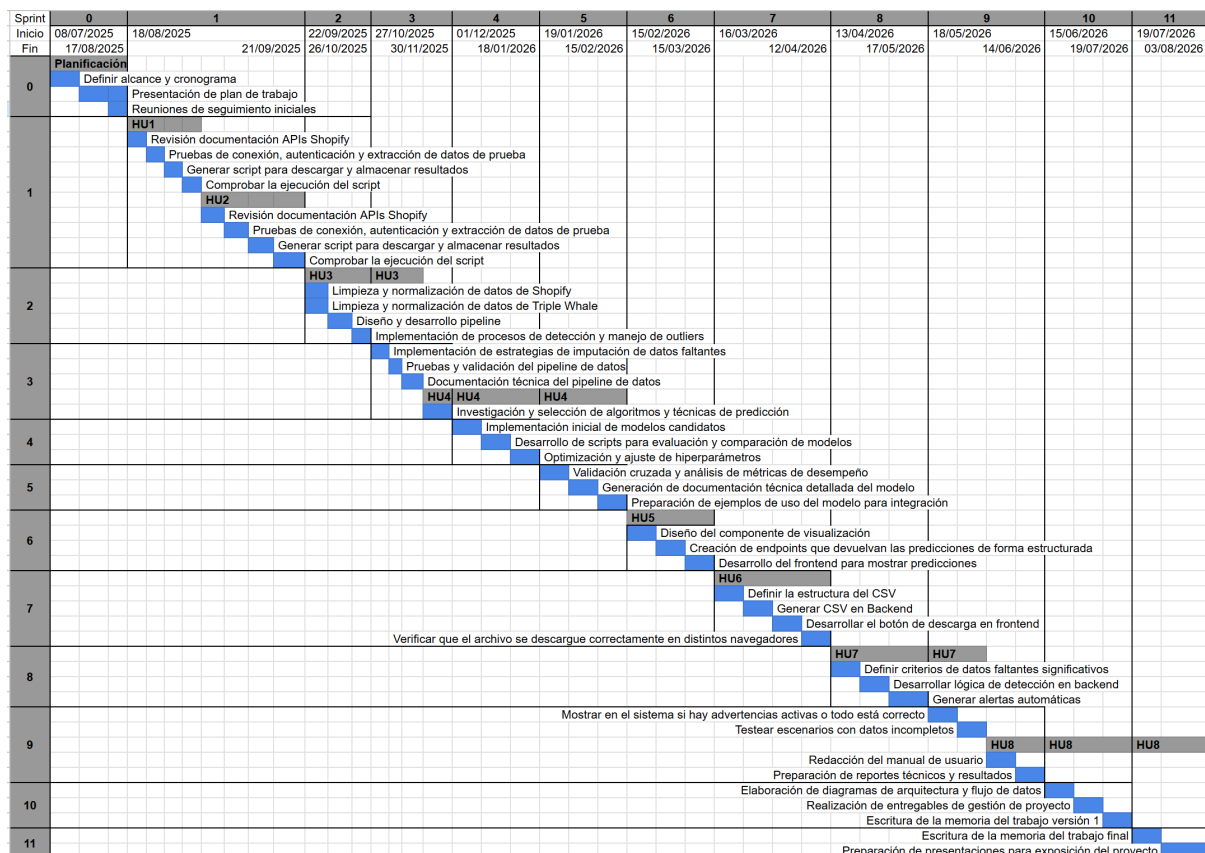 Sprint 0 1 2 3 4 5 6 7 8 9 10 11
Inicio 08/07/2025 18/08/2025 22/09/2025 27/10/2025 01/12/2025 19/01/2026 15/02/2026 16/03/2026 13/04/2026 18/05/2026 15/06/2026 19/07/2026
Fin 17/08/2025 21/09/2025 26/10/2025 30/11/2025 18/01/2026 15/02/2026 15/03/2026 12/04/2026 17/05/2026 14/06/2026 19/07/2026 03/08/2026
Planificación
Definir alcance y cronograma
0
Presentación de plan de trabajo
Reuniones de seguimiento iniciales
HU1
Revisión documentación APIs Shopify
Pruebas de conexión, autenticación y extracción de datos de prueba
Generar script para descargar y almacenar resultados
Comprobar la ejecución del script
1
HU2
Revisión documentación APIs Shopify
Pruebas de conexión, autenticación y extracción de datos de prueba
Generar script para descargar y almacenar resultados
Comprobar la ejecución del script
HU3 HU3
Limpieza y normalización de datos de Shopify
2
Limpieza y normalización de datos de Triple Whale
Diseño y desarrollo pipeline
Implementación de procesos de detección y manejo de outliers
Implementación de estrategias de imputación de datos faltantes
Pruebas y validación del pipeline de datos
3
Documentación técnica del pipeline de datos
HU4 HU4 HU4
Investigación y selección de algoritmos y técnicas de predicción
Implementación inicial de modelos candidatos
4
Desarrollo de scripts para evaluación y comparación de modelos
Optimización y ajuste de hiperparámetros
Validación cruzada y análisis de métricas de desempeño
5
Generación de documentación técnica detallada del modelo
Preparación de ejemplos de uso del modelo para integración
HU5
Diseño del componente de visualización
6
Creación de endpoints que devuelvan las predicciones de forma estructurada
Desarrollo del frontend para mostrar predicciones
HU6
Definir la estructura del CSV
7
Generar CSV en Backend
Desarrollar el botón de descarga en frontend
Verificar que el archivo se descargue correctamente en distintos navegadores
HU7 HU7
Definir criterios de datos faltantes significativos
8
Desarrollar lógica de detección en backend
Generar alertas automáticas
Mostrar en el sistema si hay advertencias activas o todo está correcto
Testear escenarios con datos incompletos
9
HU8 HU8 HU8
Redacción del manual de usuario
Preparación de reportes técnicos y resultados
Elaboración de diagramas de arquitectura y flujo de datos
10
Realización de entregables de gestión de proyecto
Escritura de la memoria del trabajo versión 1
Escritura de la memoria del trabajo final
11
Preparación de presentaciones para exposición del proyecto